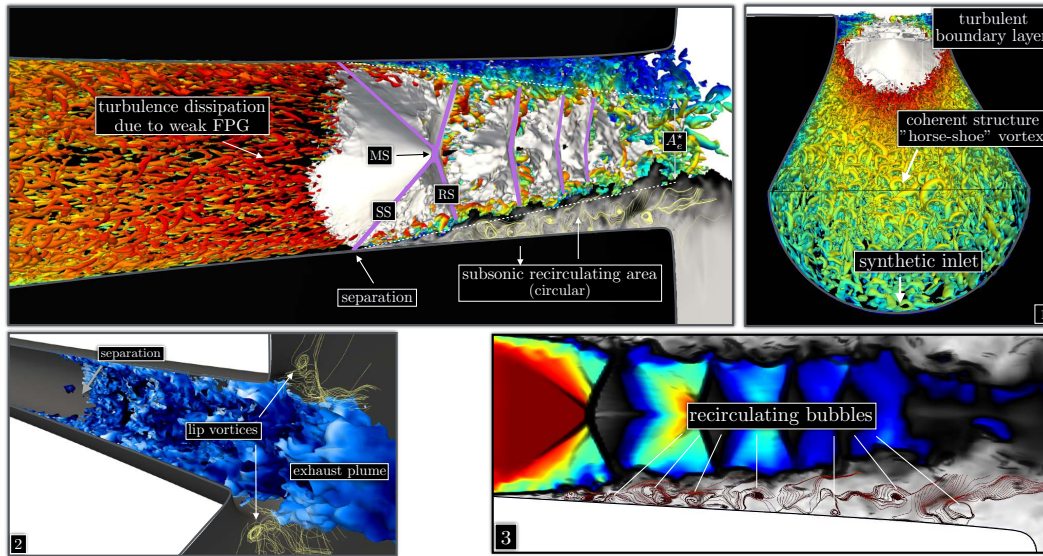 turbulence dissipation
due to weak FPG
MS
SS
RS
A*e
separation
subsonic recirculating area
(circular)
turbulent
boundary layer
coherent structure
"horse-shoe" vortex
synthetic inlet
1
separation
lip vortices
exhaust plume
2
recirculating bubbles
3